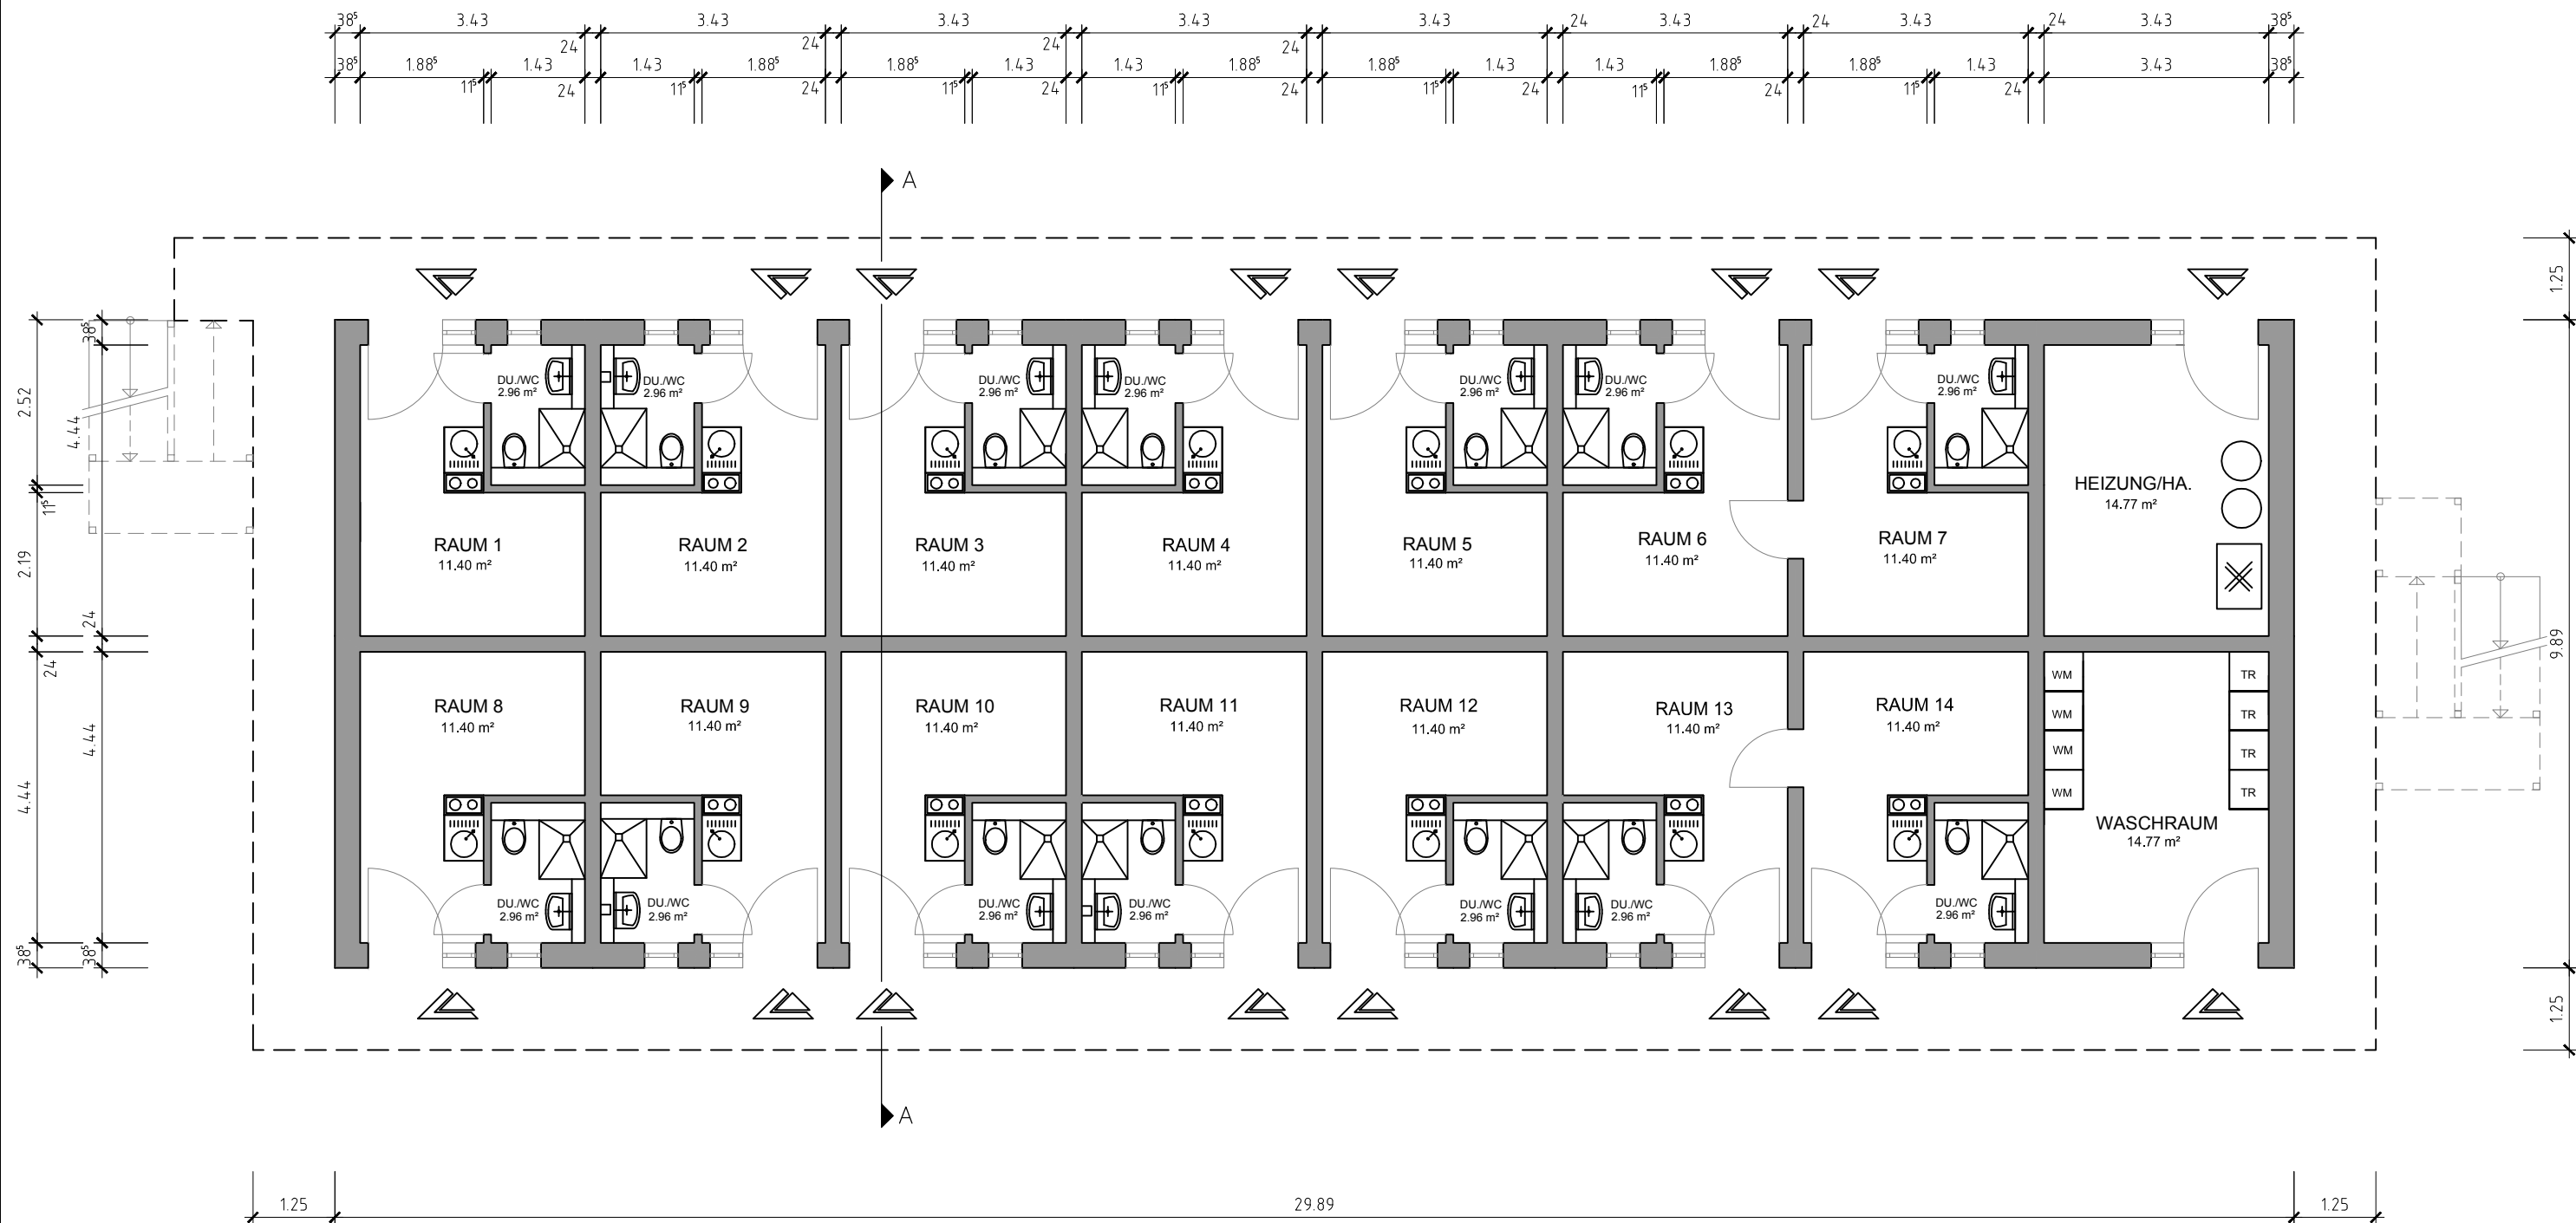 38⁵ 3.43 3.43 3.43 3.43 3.43 24 3.43 24 3.43 24 3.43 38⁵
24 24 24 24
38⁵ 1.88⁵ 1.43 1.43 1.88⁵ 1.88⁵ 1.43 1.43 1.88⁵ 1.88⁵ 1.43 1.43 1.88⁵ 1.88⁵ 1.43 3.43 38⁵
11⁵ 24 11⁵ 24 11⁵ 24 11⁵ 24 11⁵ 24 11⁵ 24 11⁵ 24
A
1.25
38⁵
2.52
4.44
11⁵
2.19
24
24
4.44
4.44
38⁵
38⁵
DU./WC DU./WC DU./WC DU./WC DU./WC DU./WC DU./WC
2.96 m² 2.96 m² 2.96 m² 2.96 m² 2.96 m² 2.96 m² 2.96 m²
HEIZUNG/HA.
14.77 m²
RAUM 1 RAUM 2 RAUM 3 RAUM 4 RAUM 5 RAUM 6 RAUM 7
11.40 m² 11.40 m² 11.40 m² 11.40 m² 11.40 m² 11.40 m² 11.40 m²
9.89
RAUM 8 RAUM 9 RAUM 10 RAUM 11 RAUM 12 RAUM 13 RAUM 14
11.40 m² 11.40 m² 11.40 m² 11.40 m² 11.40 m² 11.40 m² 11.40 m²
WM TR
WM TR
WM TR
WM TR
WASCHRAUM
14.77 m²
DU./WC DU./WC DU./WC DU./WC DU./WC DU./WC DU./WC
2.96 m² 2.96 m² 2.96 m² 2.96 m² 2.96 m² 2.96 m² 2.96 m²
1.25
A
1.25 29.89 1.25